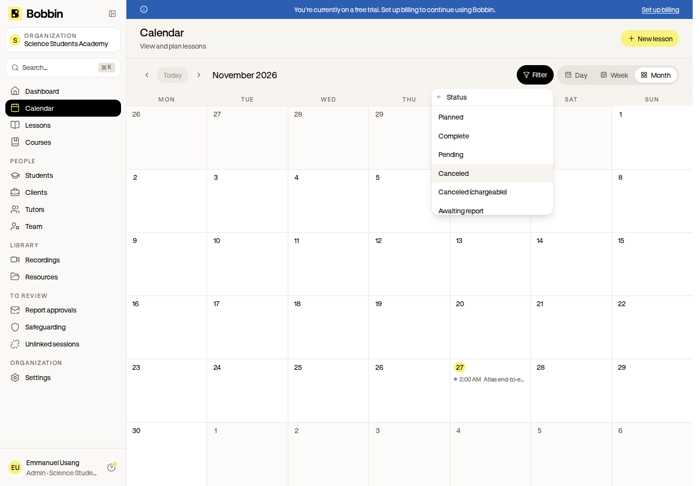 Bobbin
You're currently on a free trial. Set up billing to continue using Bobbin.
Set up billing
S
ORGANIZATION
Science Students Academy
Search...
⌘ K
Dashboard
Calendar
Lessons
Courses
PEOPLE
Students
Clients
Tutors
Team
LIBRARY
Recordings
Resources
TO REVIEW
Report approvals
Safeguarding
Unlinked sessions
ORGANIZATION
Settings
EU
Emmanuel Usang
Admin · Science Stude...
Calendar
View and plan lessons
+ New lesson
Today
November 2026
Filter
Day
Week
Month
MON TUE WED THU SAT SUN
Status
Planned
Complete
Pending
Canceled
Canceled (chargeable)
Awaiting report
26 27 28 29 1
2 3 4 5 8
9 10 11 12 13 14 15
16 17 18 19 20 21 22
23 24 25 26 27 28 29
2:00 AM Atlas end-to-e...
30 1 2 3 4 5 6